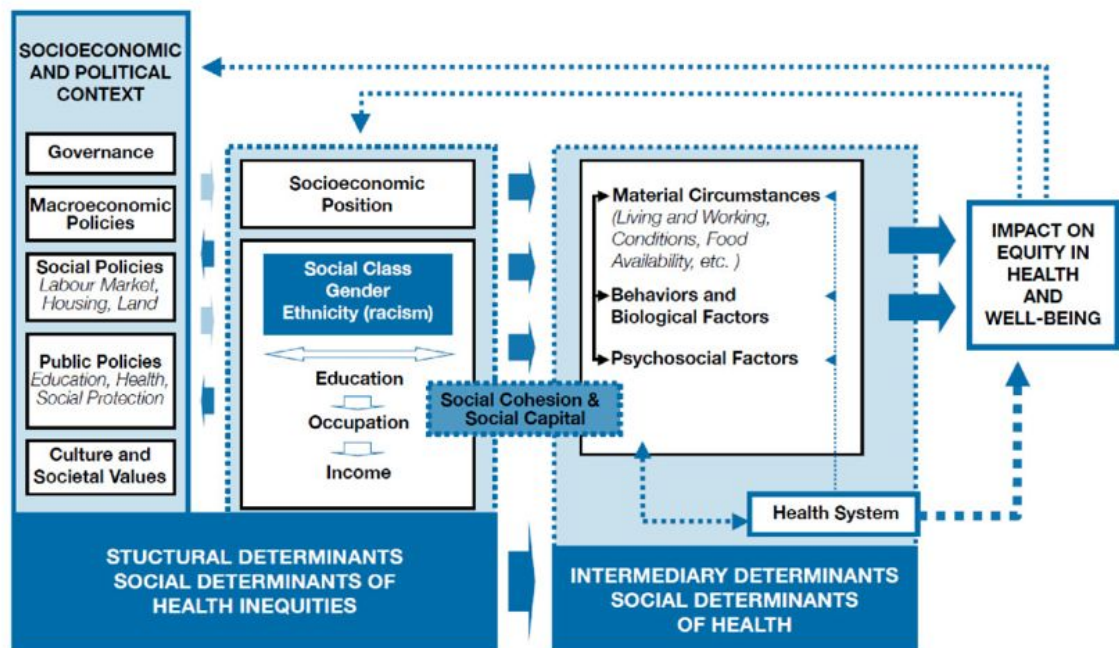 SOCIOECONOMIC
AND POLITICAL
CONTEXT
Governance
Macroeconomic
Policies
Social Policies
Labour Market,
Housing, Land
Public Policies
Education, Health,
Social Protection
Culture and
Societal Values
Socioeconomic
Position
Social Class
Gender
Ethnicity (racism)
Education
Occupation
Income
Social Cohesion &
Social Capital
Material Circumstances
(Living and Working,
Conditions, Food
Availability, etc. )
Behaviors and
Biological Factors
Psychosocial Factors
Health System
IMPACT ON
EQUITY IN
HEALTH
AND
WELL-BEING
STUCTURAL DETERMINANTS
SOCIAL DETERMINANTS OF
HEALTH INEQUITIES
INTERMEDIARY DETERMINANTS
SOCIAL DETERMINANTS
OF HEALTH